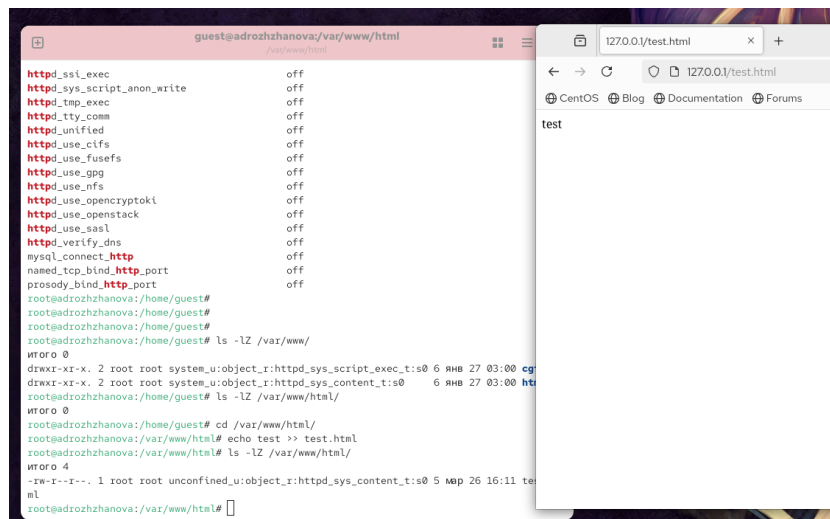 guest@adrozhzhanova:/var/www/html
/var/www/html
httpd_ssi_exec off
httpd_sys_script_anon_write off
httpd_tmp_exec off
httpd_tty_comm off
httpd_unified off
httpd_use_cifs off
httpd_use_fusefs off
httpd_use_gpg off
httpd_use_nfs off
httpd_use_opencryptoki off
httpd_use_openstack off
httpd_use_sasl off
httpd_verify_dns off
mysql_connect_http off
named_tcp_bind_http_port off
prosody_bind_http_port off
root@adrozhzhanova:/home/guest#
root@adrozhzhanova:/home/guest#
root@adrozhzhanova:/home/guest#
root@adrozhzhanova:/home/guest# ls -lZ /var/www/
итого 0
drwxr-xr-x. 2 root root system_u:object_r:httpd_sys_script_exec_t:s0 6 янв 27 03:00 cg
drwxr-xr-x. 2 root root system_u:object_r:httpd_sys_content_t:s0 6 янв 27 03:00 ht
root@adrozhzhanova:/home/guest# ls -lZ /var/www/html/
итого 0
root@adrozhzhanova:/home/guest# cd /var/www/html/
root@adrozhzhanova:/var/www/html# echo test >> test.html
root@adrozhzhanova:/var/www/html# ls -lZ /var/www/html/
итого 4
-rw-r--r--. 1 root root unconfined_u:object_r:httpd_sys_content_t:s0 5 мар 26 16:11 te
ml
root@adrozhzhanova:/var/www/html#
127.0.0.1/test.html
127.0.0.1/test.html
CentOS Blog Documentation Forums
test